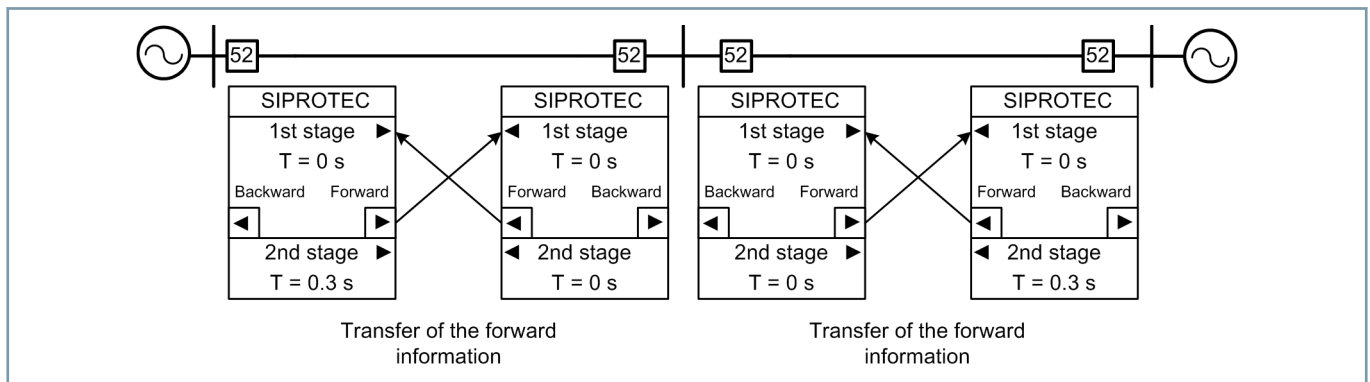 52
52
52
52
SIPROTEC
1st stage
T = 0 s
Backward Forward
2nd stage
T = 0.3 s
SIPROTEC
1st stage
T = 0 s
Forward Backward
2nd stage
T = 0 s
SIPROTEC
1st stage
T = 0 s
Backward Forward
2nd stage
T = 0 s
SIPROTEC
1st stage
T = 0 s
Forward Backward
2nd stage
T = 0.3 s
Transfer of the forward
information
Transfer of the forward
information